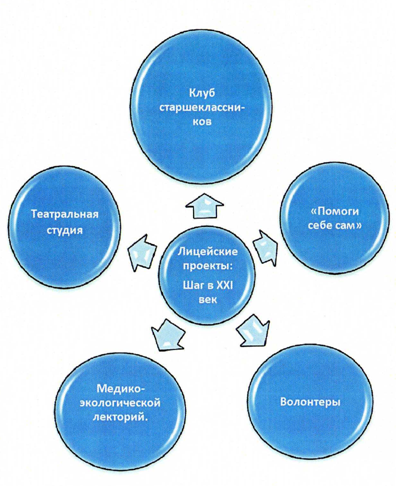 Клуб
старшеклассни-
ков
Театральная
студия
«Помоги
себе сам»
Лицейские
проекты:
Шаг в XXI
век
Медико-
экологической
лекторий.
Волонтеры